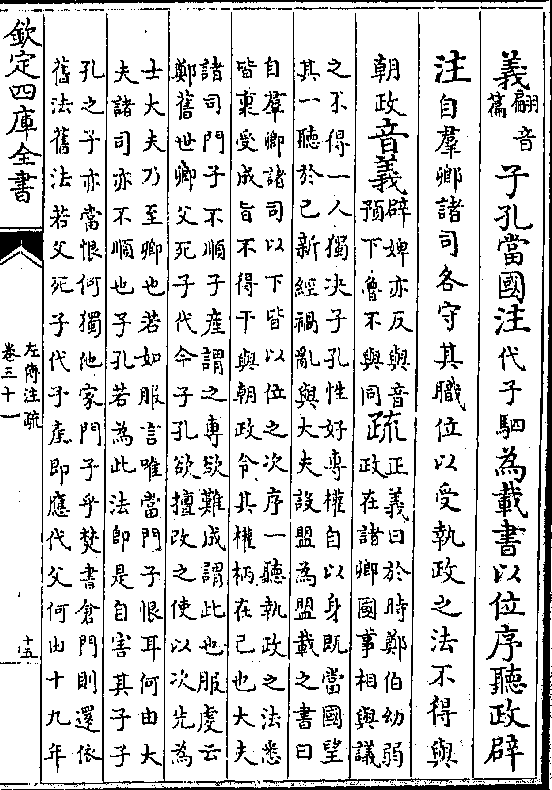 義翩音篇子孔當國注代子駟為載書以位序聽政辟
注自羣卿諸司各守其職位以受執政之法不得與
朝政音義辟婢亦反與音
預下魯不與同疏正義曰於時鄭伯幼弱
政在諸卿國事相與議
之不得一人獨决子孔性好專權自以身既當國望
其一聽於己新經禍亂與大夫設盟為盟載之書曰
自羣卿諸司以下皆以位之次序一聽執政之法悉
皆稟受成旨不得干與朝政令其權柄在己也大夫
諸司門子不順子產謂之專欲難成謂此也服虔云
鄭舊世卿父死子代今子孔欲擅改之使以次先為
士大夫乃至卿也若如服言唯當門子恨耳何由大
夫諸司亦不順也子孔若為此法即是自害其子子
孔之子亦當恨何獨他家門子乎焚書倉門則還依
舊法舊法若父死子代子產即應代父何由十九年
欽定四庫全書
左傳注疏
卷三十一
十五